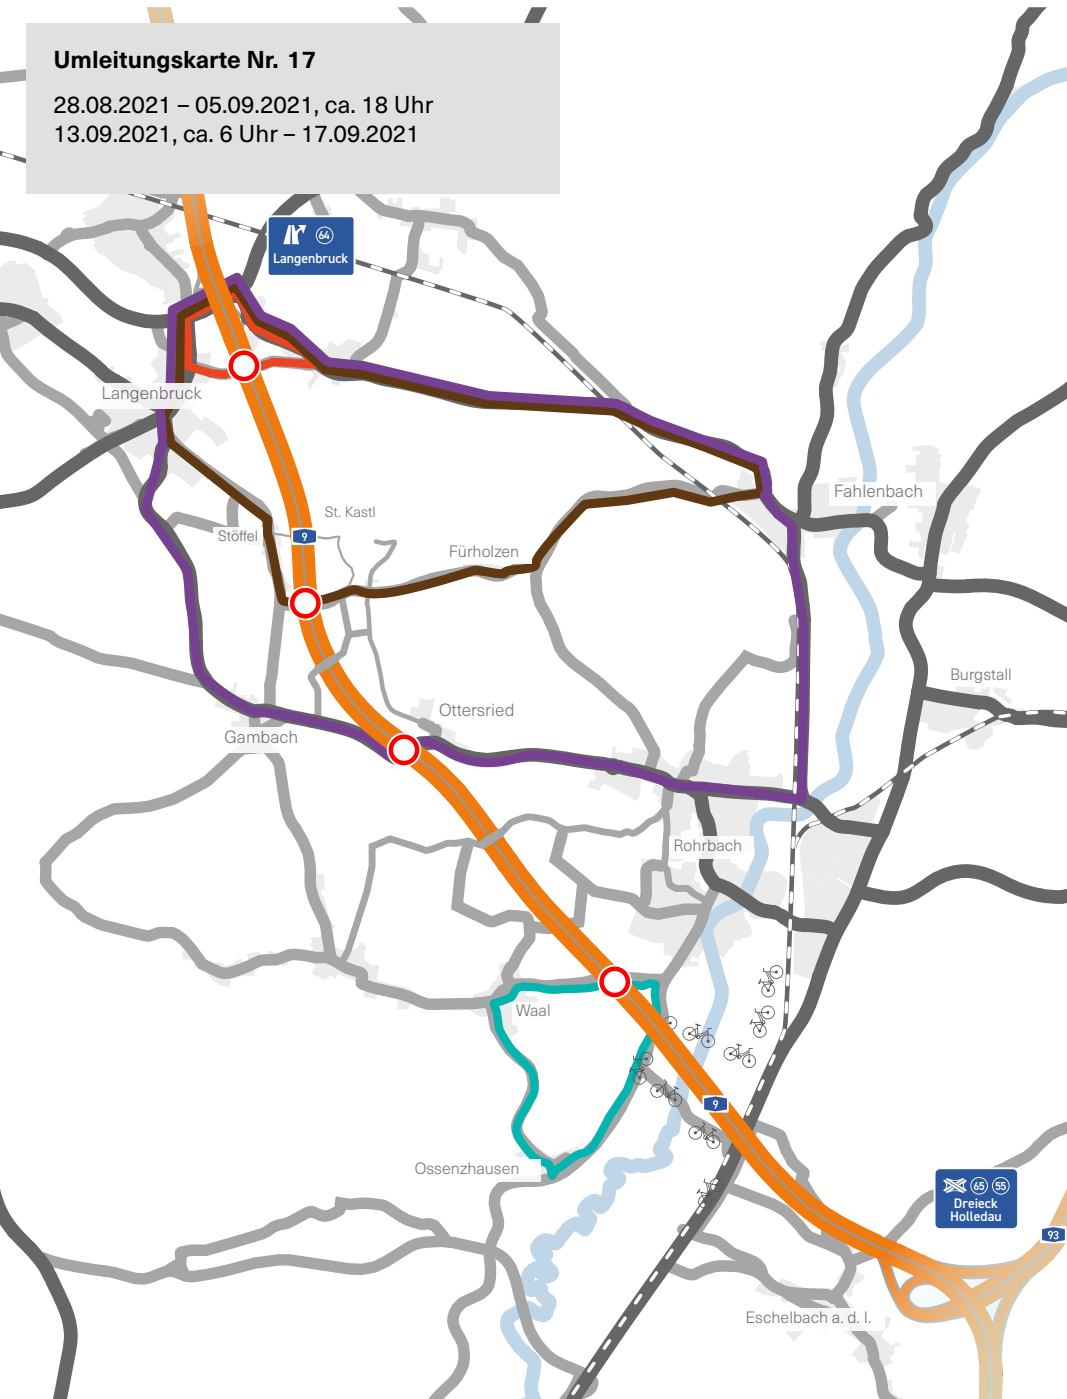 Umleitungskarte Nr. 17
28.08.2021 – 05.09.2021, ca. 18 Uhr
13.09.2021, ca. 6 Uhr – 17.09.2021
64
Langenbruck
Langenbruck
Fahlenbach
St. Kastl
Stöffel
9
Fürholzen
Burgstall
Ottersried
Gambach
Rohrbach
Waal
9
Ossenzhausen
65 55
Dreieck
Holledau
93
Eschelbach a. d. I.